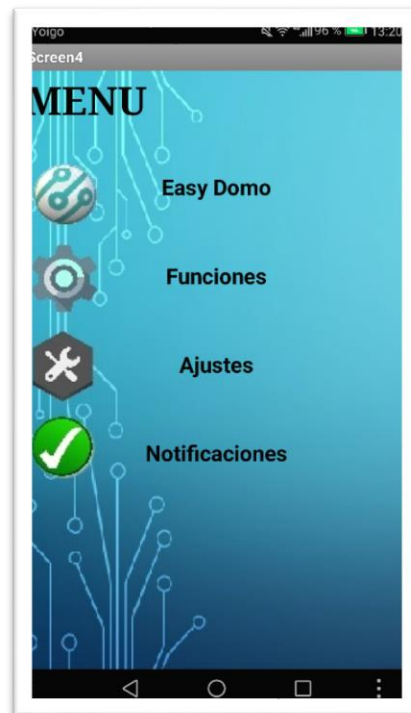 Yoigo 96 % 13:20
Screen4
MENU
Easy Domo
Funciones
Ajustes
Notificaciones